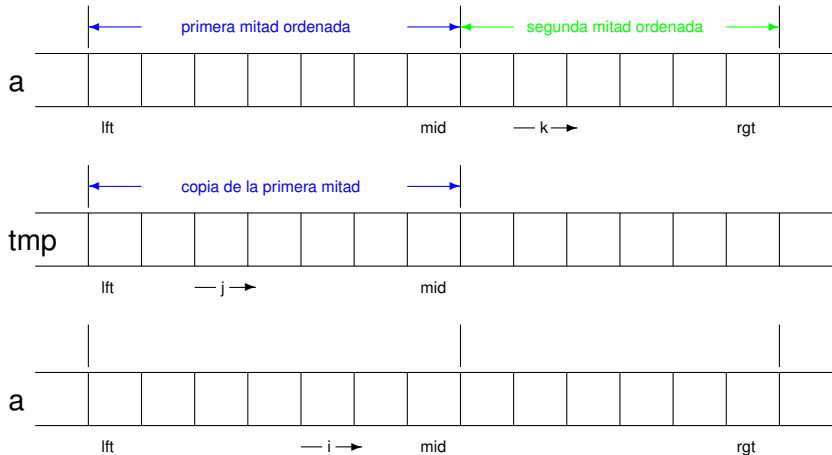 primera mitad ordenada segunda mitad ordenada
a
lft mid k rgt
copia de la primera mitad
tmp
lft j mid
a
lft i mid rgt